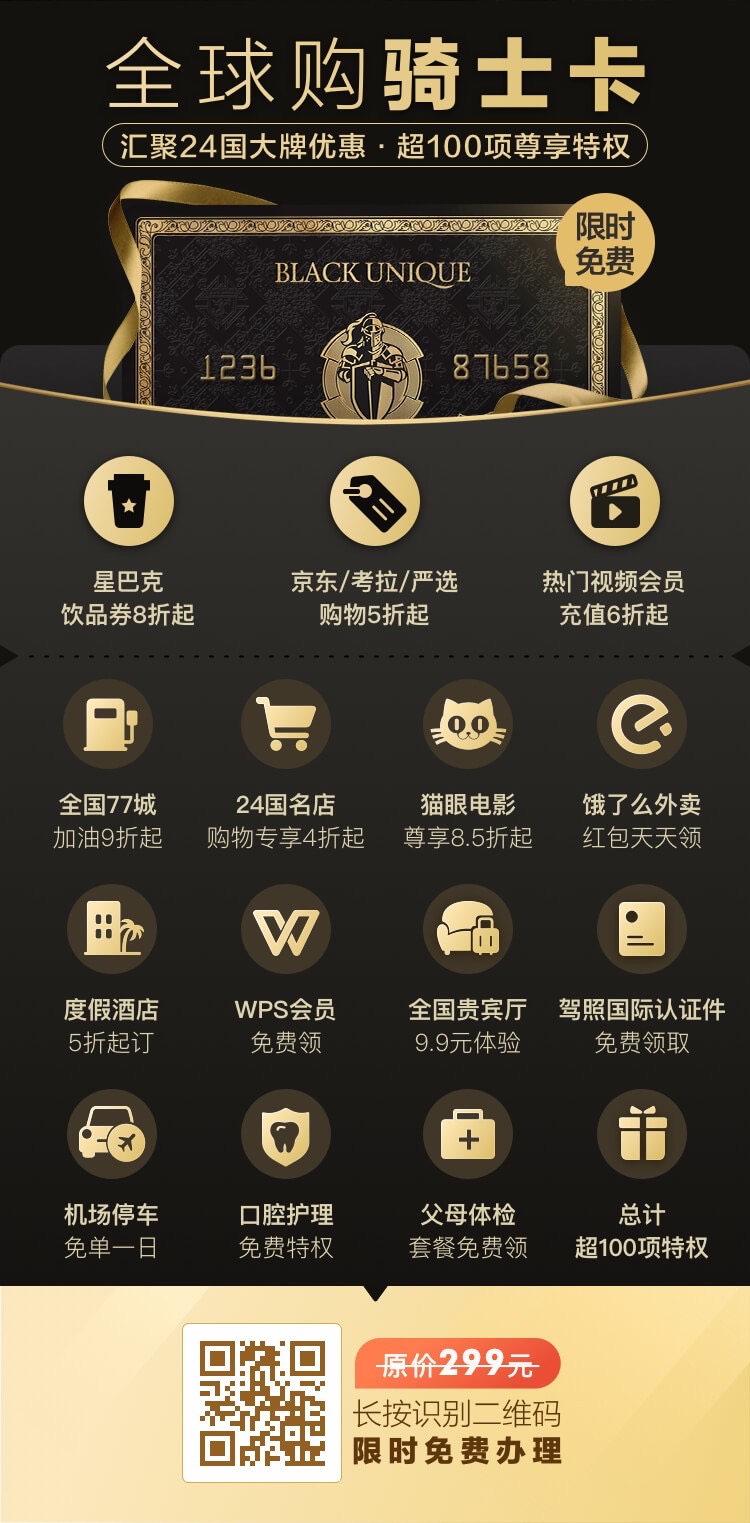 全球购骑士卡
汇聚24国大牌优惠 · 超100项尊享特权
限时
免费
BLACK UNIQUE
1236
87658
星巴克
饮品券8折起
京东/考拉/严选
购物5折起
热门视频会员
充值6折起
全国77城
加油9折起
24国名店
购物专享4折起
猫眼电影
尊享8.5折起
饿了么外卖
红包天天领
度假酒店
5折起订
WPS会员
免费领
全国贵宾厅
9.9元体验
驾照国际认证件
免费领取
机场停车
免单一日
口腔护理
免费特权
父母体检
套餐免费领
总计
超100项特权
原价299元
长按识别二维码
限时免费办理